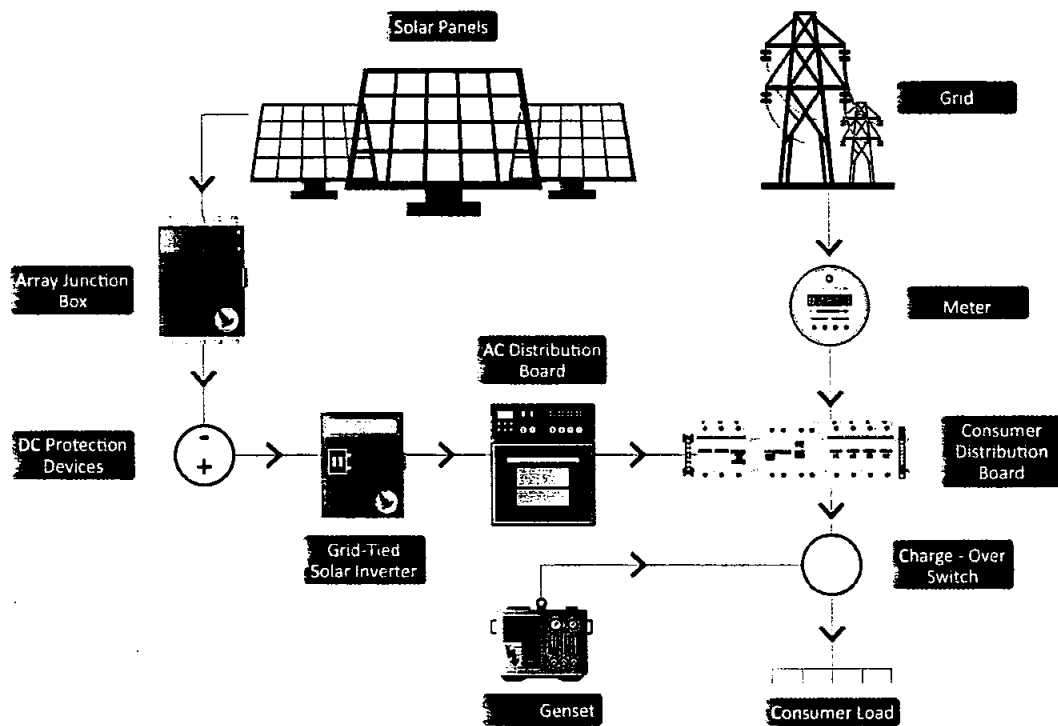 Solar Panels
Grid
Array Junction
Box
Meter
AC Distribution
Board
DC Protection
Devices
Consumer
Distribution
Board
Grid-Tied
Solar Inverter
Charge - Over
Switch
Genset
Consumer Load